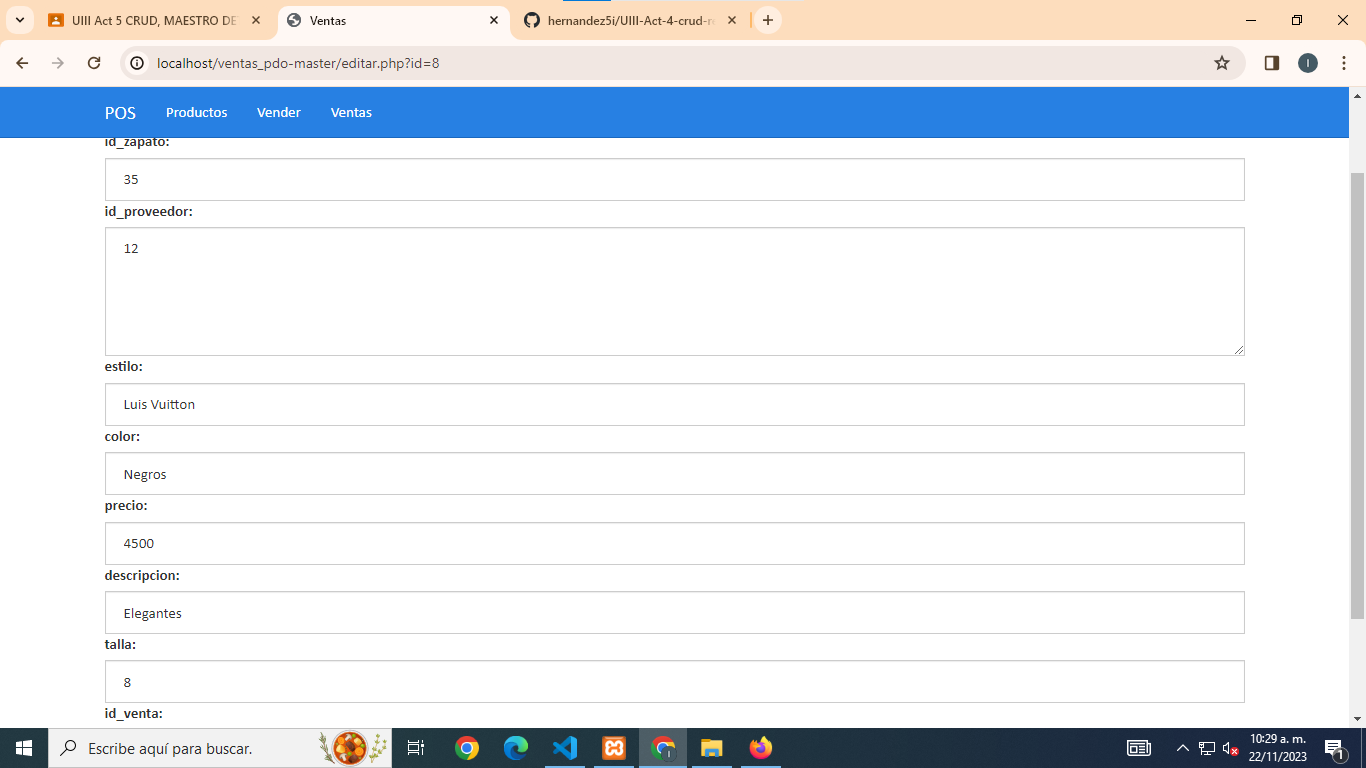 UIII Act 5 CRUD, MAESTRO DE
Ventas
hernandez5i/UIII-Act-4-crud-r
localhost/ventas_pdo-master/editar.php?id=8
I
POS Productos Vender Ventas
id_zapato:
35
id_proveedor:
12
estilo:
Luis Vuitton
color:
Negros
precio:
4500
descripcion:
Elegantes
talla:
8
id_venta:
Escribe aquí para buscar.
10:29 a. m.
22/11/2023
1